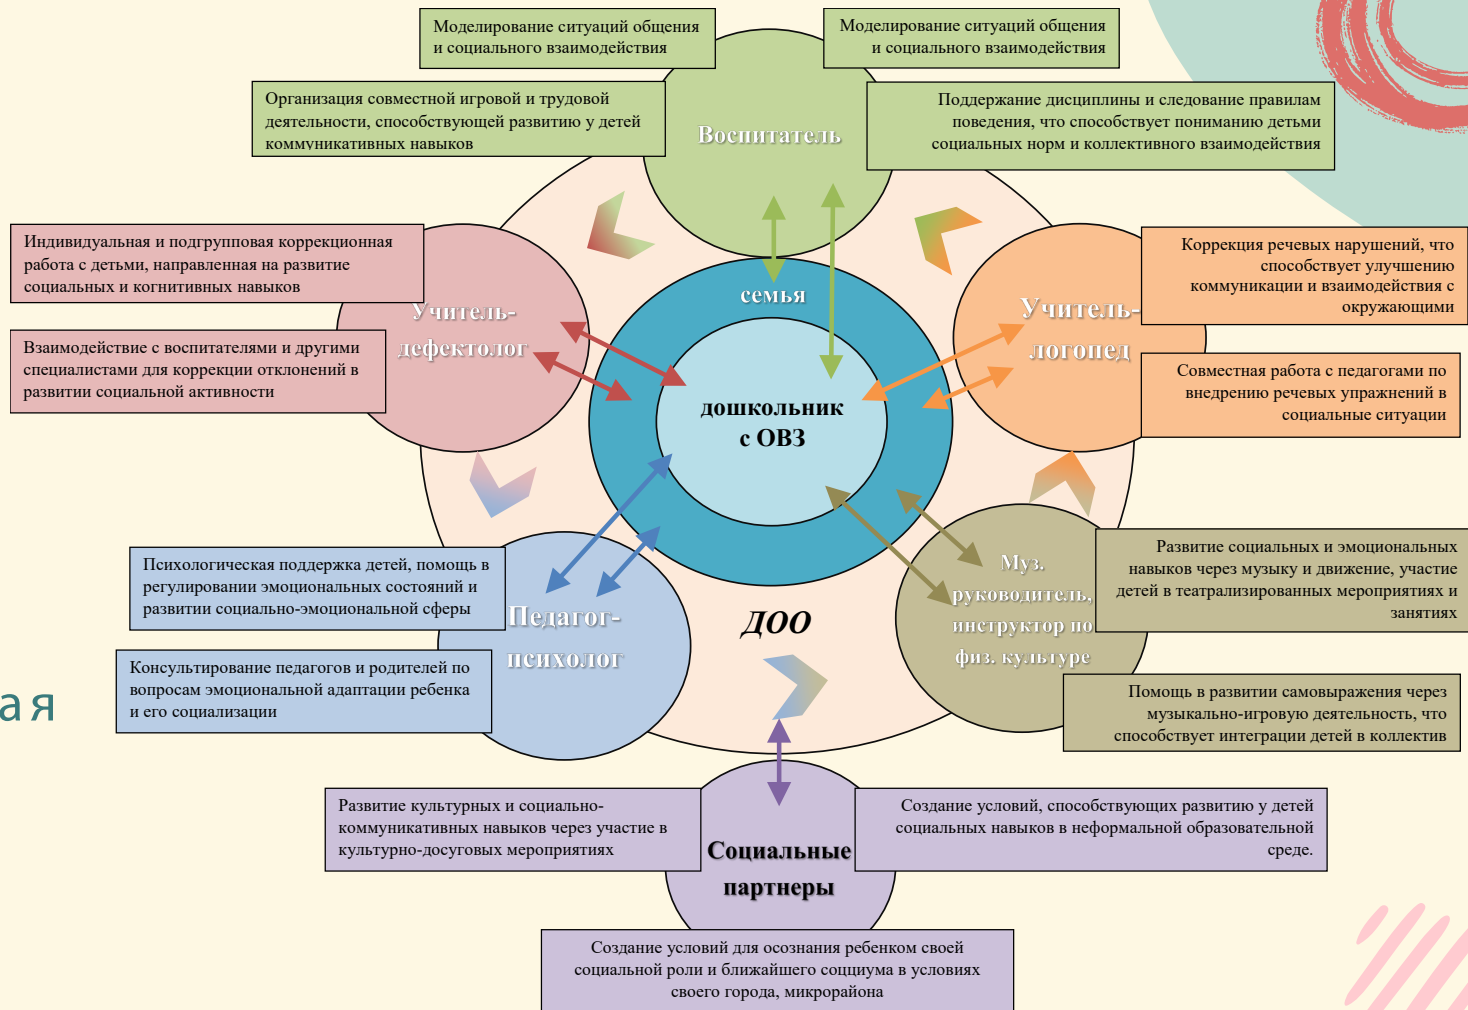 Моделирование ситуаций общения
и социального взаимодействия
Моделирование ситуаций общения
и социального взаимодействия
Организация совместной игровой и трудовой
деятельности, способствующей развитию у детей
коммуникативных навыков
Воспитатель
Поддержание дисциплины и следование правилам
поведения, что способствует пониманию детьми
социальных норм и коллективного взаимодействия
Индивидуальная и подгрупповая коррекционная
работа с детьми, направленная на развитие
социальных и когнитивных навыков
Учитель-
дефектолог
Взаимодействие с воспитателями и другими
специалистами для коррекции отклонений в
развитии социальной активности
семья
дошкольник
с ОВЗ
Учитель-
логопед
Коррекция речевых нарушений, что
способствует улучшению
коммуникации и взаимодействия с
окружающими
Совместная работа с педагогами по
внедрению речевых упражнений в
социальные ситуации
Психологическая поддержка детей, помощь в
регулировании эмоциональных состояний и
развитии социально-эмоциональной сферы
Педагог-
психолог
Консультирование педагогов и родителей по
вопросам эмоциональной адаптации ребенка
и его социализации
ая
ДОО
Муз.
руководитель,
инструктор по
физ. культуре
Развитие социальных и эмоциональных
навыков через музыку и движение, участие
детей в театрализированных мероприятиях и
занятиях
Помощь в развитии самовыражения через
музыкально-игровую деятельность, что
способствует интеграции детей в коллектив
Развитие культурных и социально-
коммуникативных навыков через участие в
культурно-досуговых мероприятиях
Социальные
партнеры
Создание условий, способствующих развитию у детей
социальных навыков в неформальной образовательной
среде.
Создание условий для осознания ребенком своей
социальной роли и ближайшего соцциума в условиях
своего города, микрорайона